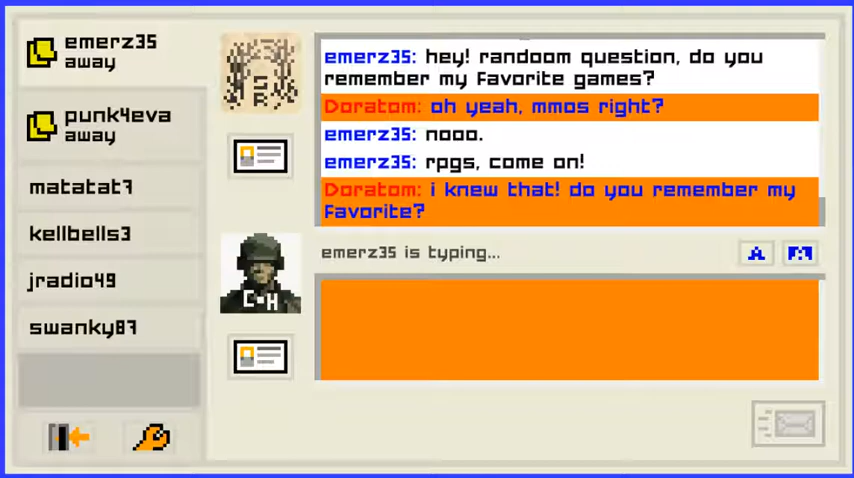 emerz35
away
punk4eva
away
matatat7
kellbells3
jradio49
swanky87
emerz35: hey! randoom question, do you
remember my favorite games?
Doratom: oh yeah, mmos right?
emerz35: nooo.
emerz35: rpgs, come on!
Doratom: i knew that! do you remember my
favorite?
emerz35 is typing...
A
C•H